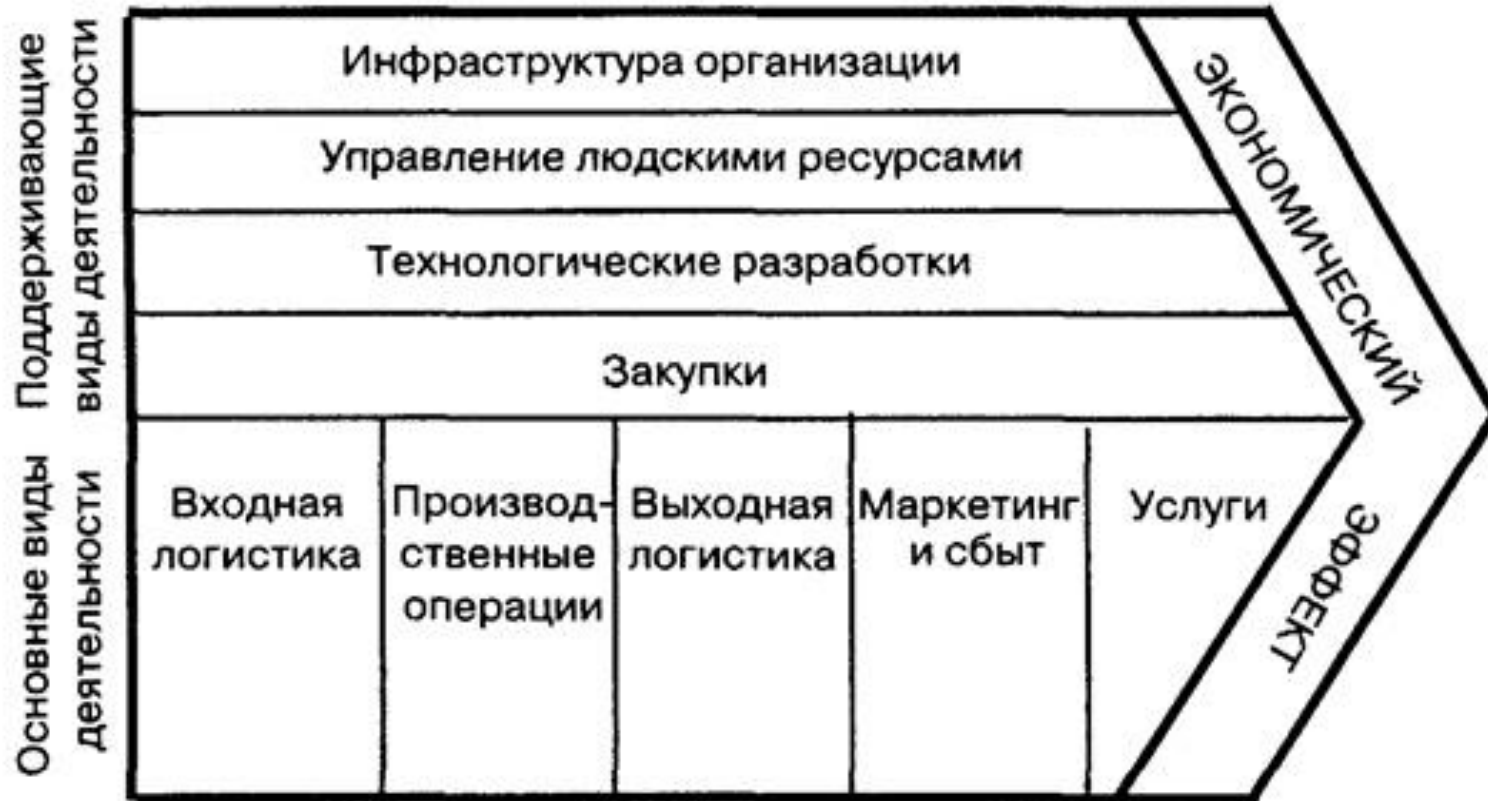 Поддерживающие
виды деятельности
Инфраструктура организации
Управление людскими ресурсами
Технологические разработки
Закупки
Основные виды
деятельности
Входная
логистика
Производ-
ственные
операции
Выходная
логистика
Маркетинг
и сбыт
Услуги
ЭКОНОМИЧЕСКИЙ
ЭФФЕКТ